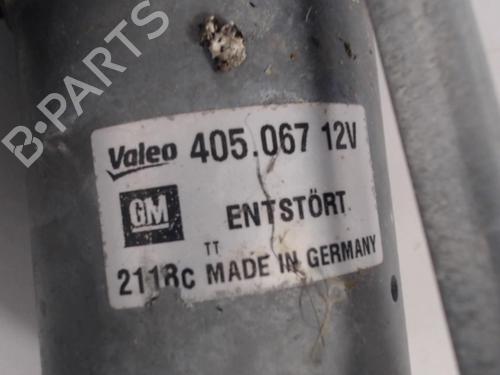 B-PARTS
Valeo 405.067 12V
GM ENTSTÖRT
TT
2118c MADE IN GERMANY